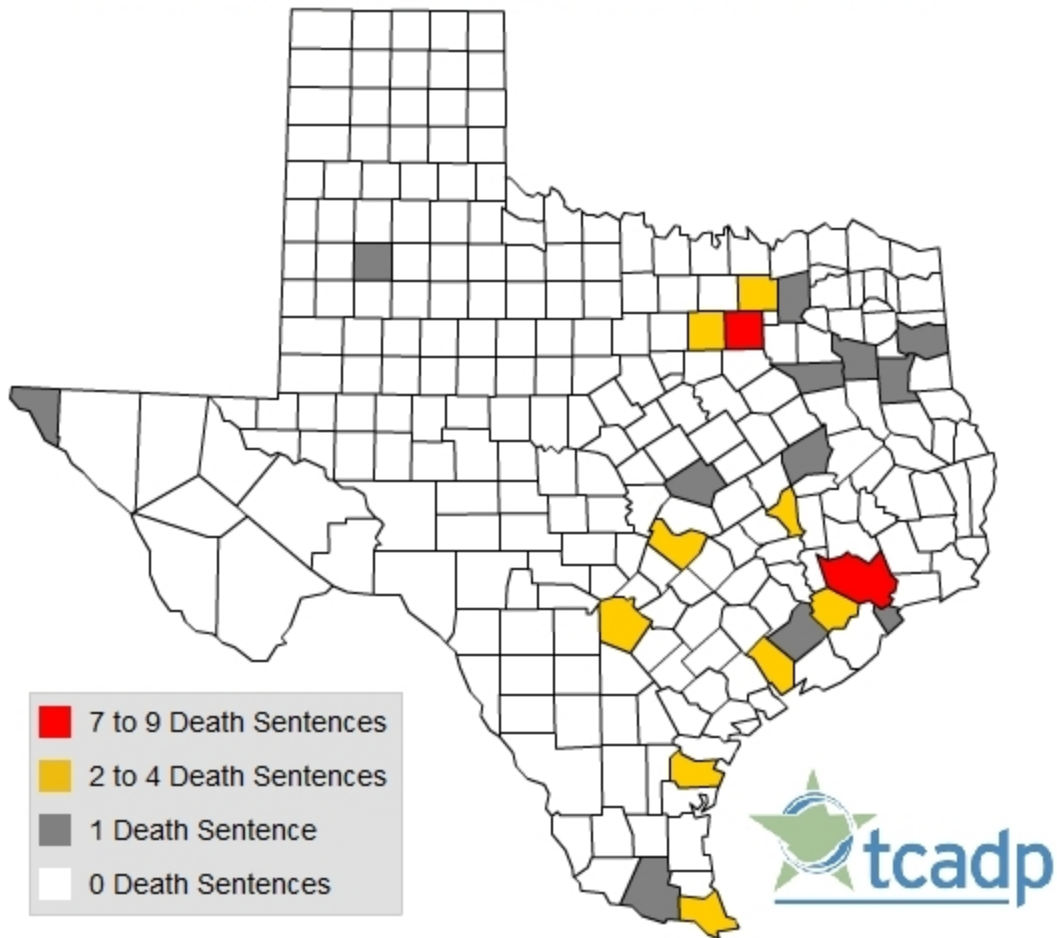 7 to 9 Death Sentences
2 to 4 Death Sentences
1 Death Sentence
0 Death Sentences
tcadp